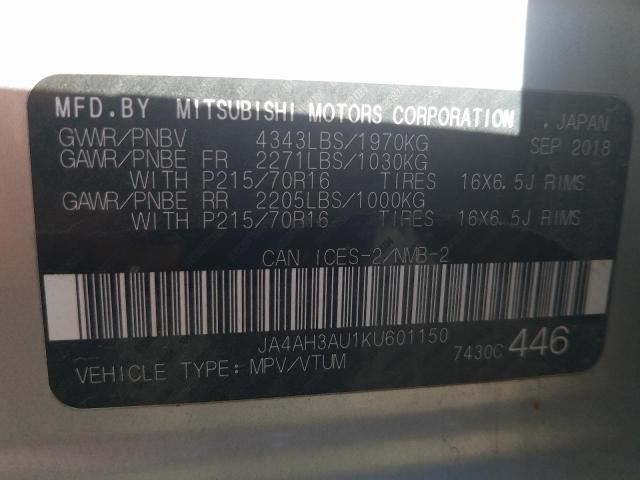 MFD.BY MITSUBISHI MOTORS CORPORATION , JAPAN
GVWR/PNBV 4343LBS/1970KG SEP 2018
GAWR/PNBE FR 2271LBS/1030KG
WITH P215/70R16 TIRES 16X6.5J RIMS
GAWR/PNBE RR 2205LBS/1000KG
WITH P215/70R16 TIRES 16X6.5J RIMS
CAN ICES-2/NMB-2
JA4AH3AU1KU601150
VEHICLE TYPE: MPV/VTUM 7430C 446